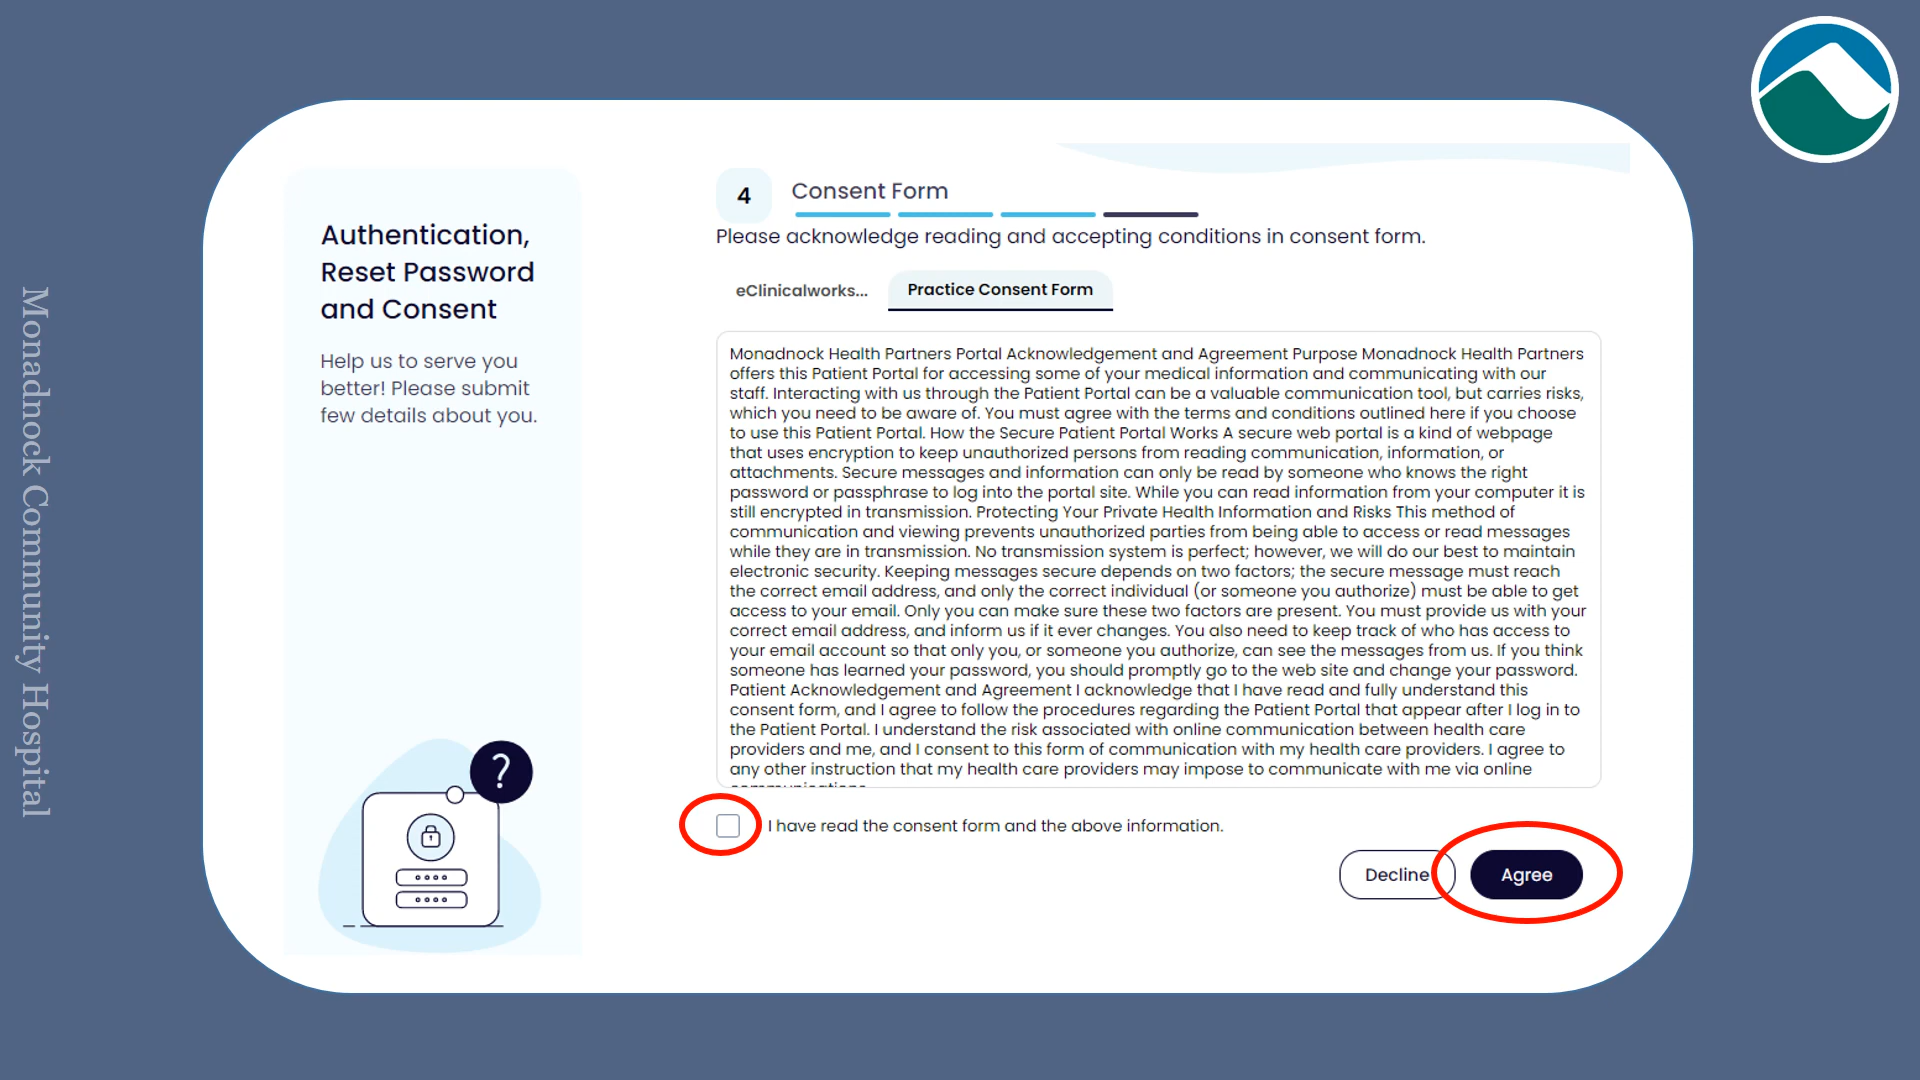 Monadnock Community Hospital
Authentication,
Reset Password
and Consent
Help us to serve you
better! Please submit
few details about you.
?
4
Consent Form
Please acknowledge reading and accepting conditions in consent form.
eClinicalworks...
Practice Consent Form
Monadnock Health Partners Portal Acknowledgement and Agreement Purpose Monadnock Health Partners
offers this Patient Portal for accessing some of your medical information and communicating with our
staff. Interacting with us through the Patient Portal can be a valuable communication tool, but carries risks,
which you need to be aware of. You must agree with the terms and conditions outlined here if you choose
to use this Patient Portal. How the Secure Patient Portal Works A secure web portal is a kind of webpage
that uses encryption to keep unauthorized persons from reading communication, information, or
attachments. Secure messages and information can only be read by someone who knows the right
password or passphrase to log into the portal site. While you can read information from your computer it is
still encrypted in transmission. Protecting Your Private Health Information and Risks This method of
communication and viewing prevents unauthorized parties from being able to access or read messages
while they are in transmission. No transmission system is perfect; however, we will do our best to maintain
electronic security. Keeping messages secure depends on two factors; the secure message must reach
the correct email address, and only the correct individual (or someone you authorize) must be able to get
access to your email. Only you can make sure these two factors are present. You must provide us with your
correct email address, and inform us if it ever changes. You also need to keep track of who has access to
your email account so that only you, or someone you authorize, can see the messages from us. If you think
someone has learned your password, you should promptly go to the web site and change your password.
Patient Acknowledgement and Agreement I acknowledge that I have read and fully understand this
consent form, and I agree to follow the procedures regarding the Patient Portal that appear after I log in to
the Patient Portal. I understand the risk associated with online communication between health care
providers and me, and I consent to this form of communication with my health care providers. I agree to
any other instruction that my health care providers may impose to communicate with me via online
I have read the consent form and the above information.
Decline
Agree